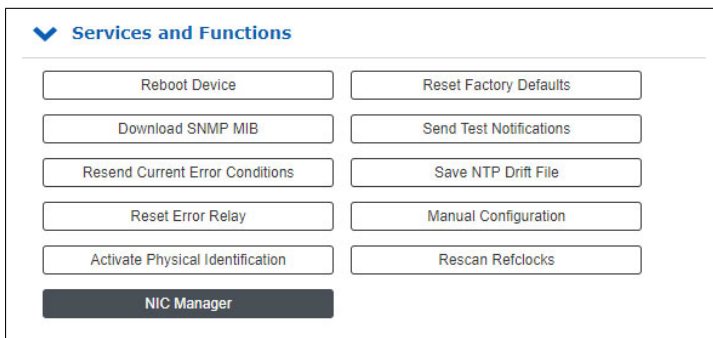 Services and Functions
Reboot Device
Reset Factory Defaults
Download SNMP MIB
Send Test Notifications
Resend Current Error Conditions
Save NTP Drift File
Reset Error Relay
Manual Configuration
Activate Physical Identification
Rescan Refclocks
NIC Manager